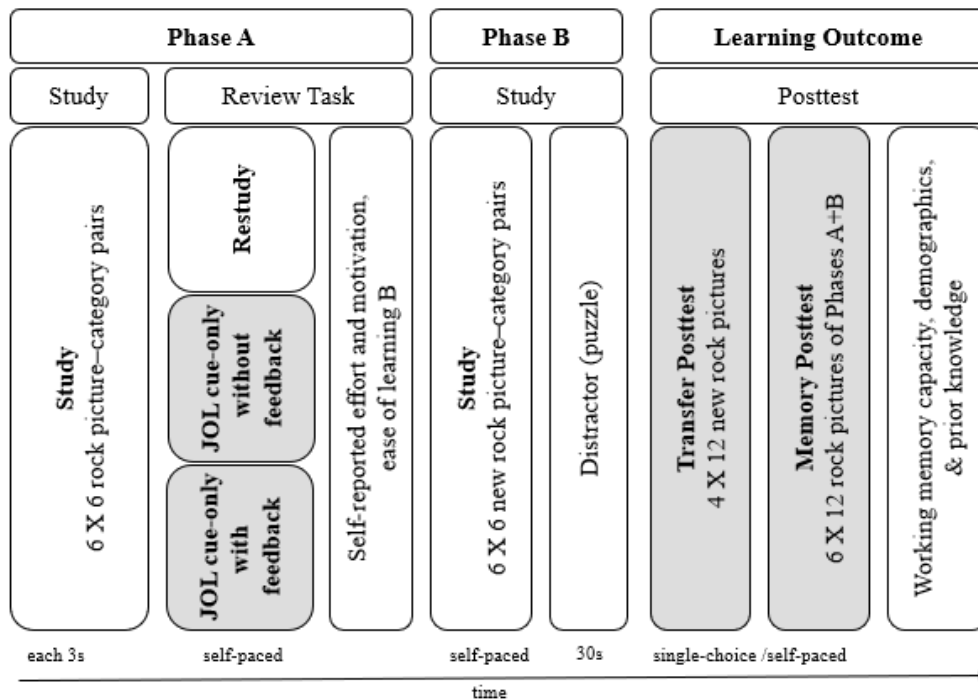 Phase A
Phase B
Learning Outcome
Study
Review Task
Study
Posttest
Study
6 X 6 rock picture–category pairs
Restudy
JOL cue-only
without
feedback
JOL cue-only
with
feedback
Self-reported effort and motivation,
ease of learning B
Study
6 X 6 new rock picture–category pairs
Distractor (puzzle)
Transfer Posttest
4 X 12 new rock pictures
Memory Posttest
6 X 12 rock pictures of Phases A+B
Working memory capacity, demographics,
& prior knowledge
each 3s
self-paced
self-paced
30s
single-choice /self-paced
time